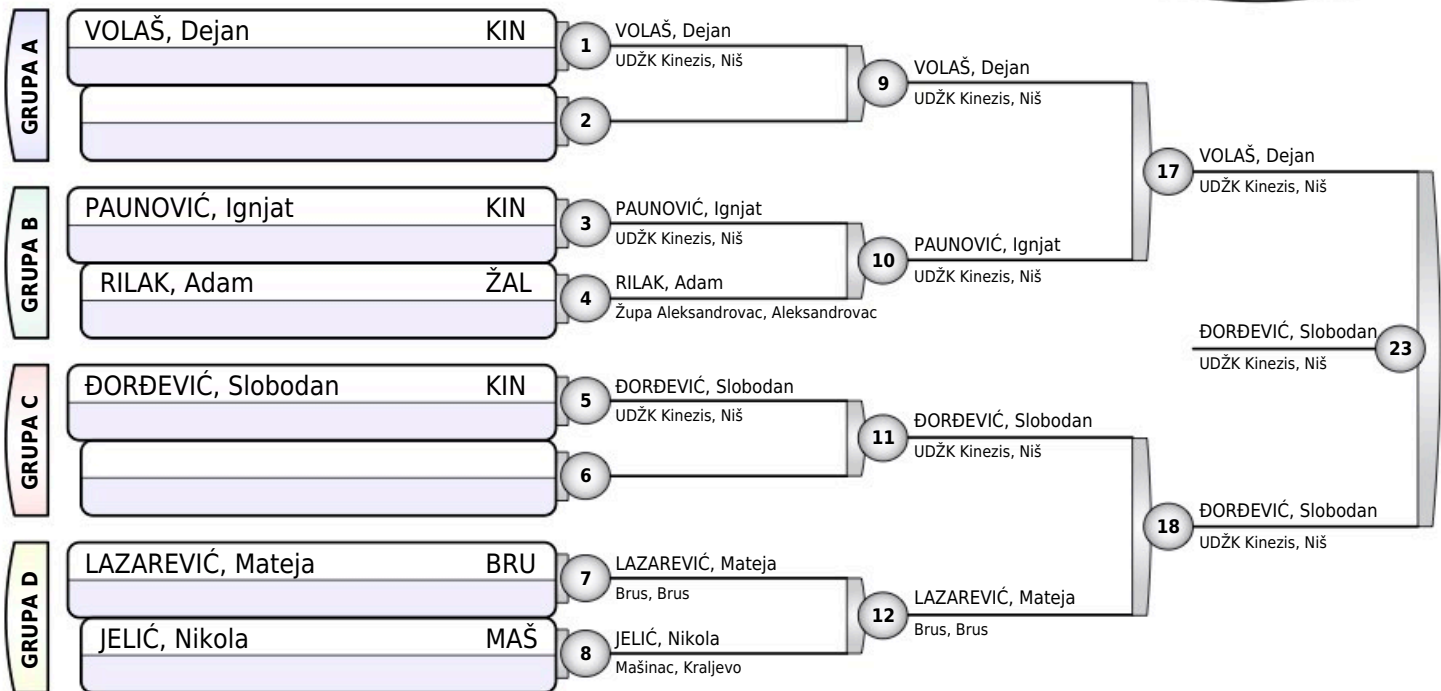 GRUPA A
VOLAŠ, Dejan KIN
1
VOLAŠ, Dejan
UDŽK Kinezis, Niš
2
9
VOLAŠ, Dejan
UDŽK Kinezis, Niš
GRUPA B
PAUNOVIĆ, Ignjat KIN
3
PAUNOVIĆ, Ignjat
UDŽK Kinezis, Niš
RILAK, Adam ŽAL
4
RILAK, Adam
Župa Aleksandrovac, Aleksandrovac
10
PAUNOVIĆ, Ignjat
UDŽK Kinezis, Niš
17
VOLAŠ, Dejan
UDŽK Kinezis, Niš
GRUPA C
ĐORĐEVIĆ, Slobodan KIN
5
ĐORĐEVIĆ, Slobodan
UDŽK Kinezis, Niš
6
11
ĐORĐEVIĆ, Slobodan
UDŽK Kinezis, Niš
GRUPA D
LAZAREVIĆ, Mateja BRU
7
LAZAREVIĆ, Mateja
Brus, Brus
JELIĆ, Nikola MAŠ
8
JELIĆ, Nikola
Mašinac, Kraljevo
12
LAZAREVIĆ, Mateja
Brus, Brus
18
ĐORĐEVIĆ, Slobodan
UDŽK Kinezis, Niš
ĐORĐEVIĆ, Slobodan
UDŽK Kinezis, Niš
23